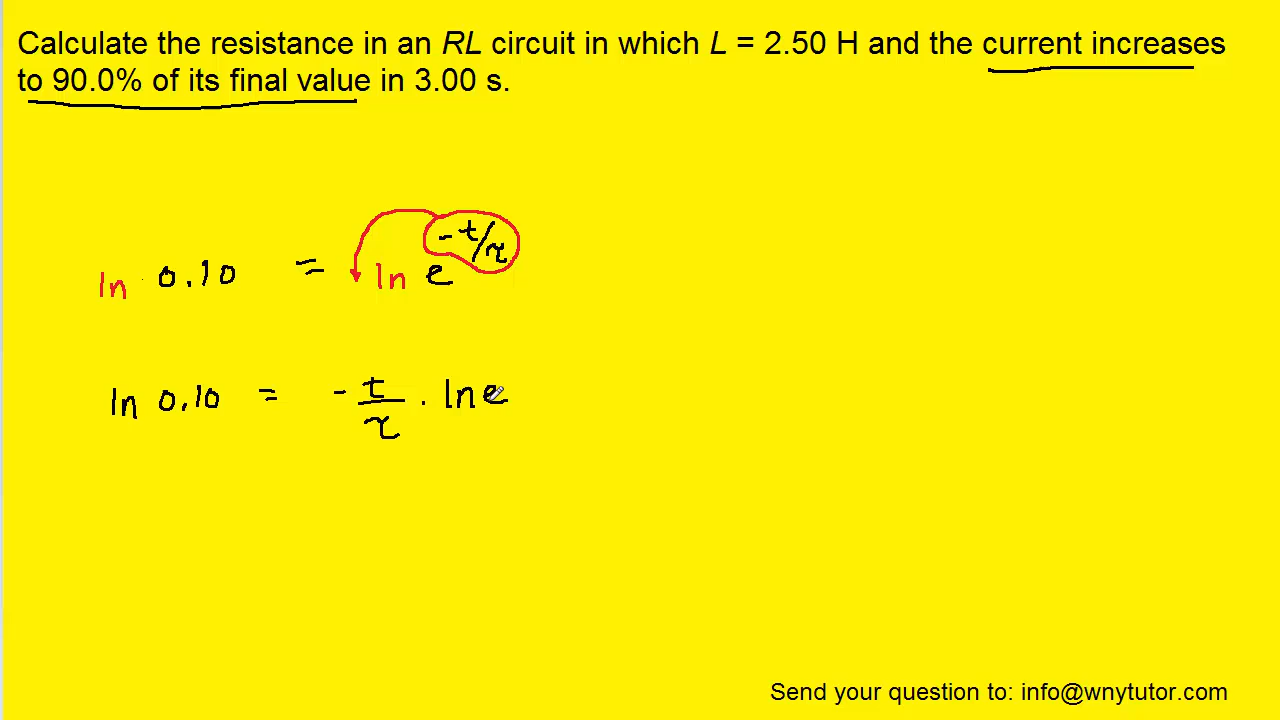 Calculate the resistance in an RL circuit in which L = 2.50 H and the current increases
to 90.0% of its final value in 3.00 s.
ln 0.10 = ln e^(-t/τ)
ln 0.10 = - t/τ · ln e
Send your question to: info@wnytutor.com